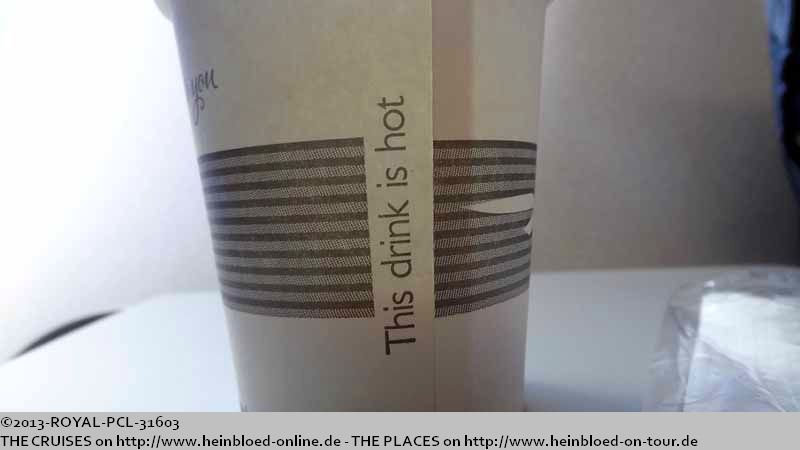 you
This drink is hot
©2013-ROYAL-PCL-31603
THE CRUISES on http://www.heinbloed-online.de - THE PLACES on http://www.heinbloed-on-tour.de